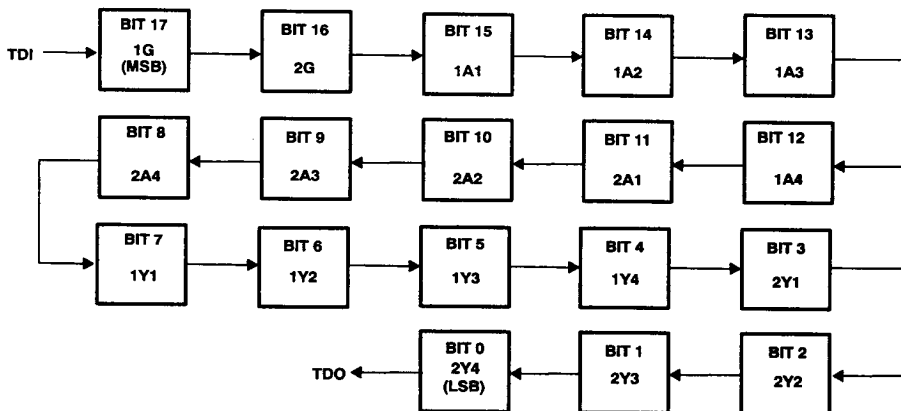 TDI
BIT 17
1G
(MSB)
BIT 16
2G
BIT 15
1A1
BIT 14
1A2
BIT 13
1A3
BIT 8
2A4
BIT 9
2A3
BIT 10
2A2
BIT 11
2A1
BIT 12
1A4
BIT 7
1Y1
BIT 6
1Y2
BIT 5
1Y3
BIT 4
1Y4
BIT 3
2Y1
TDO
BIT 0
2Y4
(LSB)
BIT 1
2Y3
BIT 2
2Y2